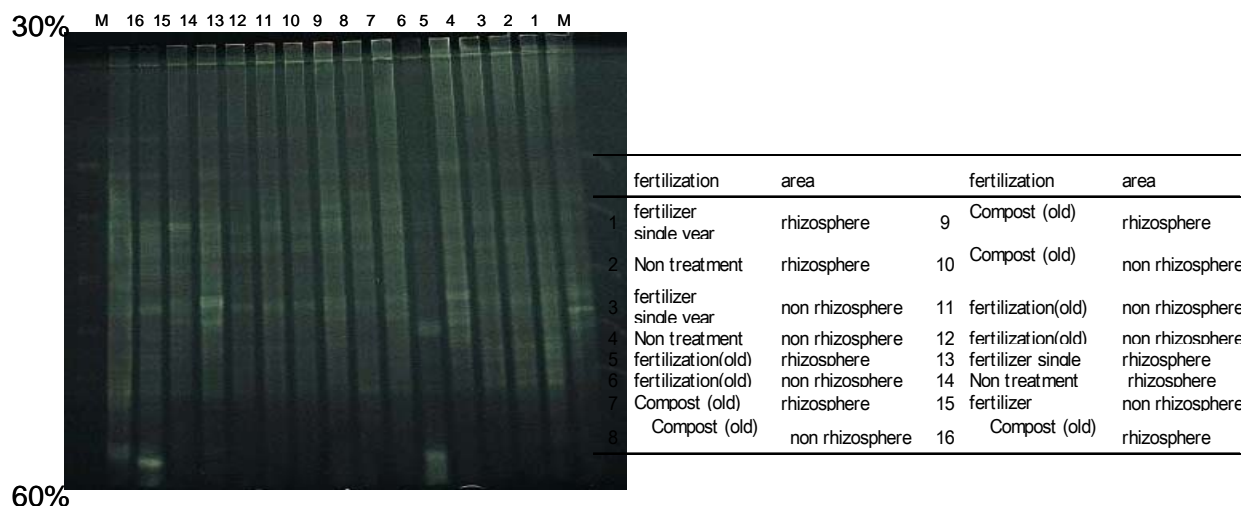 30%
M 16 15 14 13 12 11 10 9 8 7 6 5 4 3 2 1 M
60%
fertilization area fertilization area
1 fertilizer single year rhizosphere 9 Compost (old) rhizosphere
2 Non treatment rhizosphere 10 Compost (old) non rhizosphere
3 fertilizer single year non rhizosphere 11 fertilization(old) non rhizosphere
4 Non treatment non rhizosphere 12 fertilization(old) non rhizosphere
5 fertilization(old) rhizosphere 13 fertilizer single rhizosphere
6 fertilization(old) non rhizosphere 14 Non treatment rhizosphere
7 Compost (old) rhizosphere 15 fertilizer non rhizosphere
8 Compost (old) non rhizosphere 16 Compost (old) rhizosphere